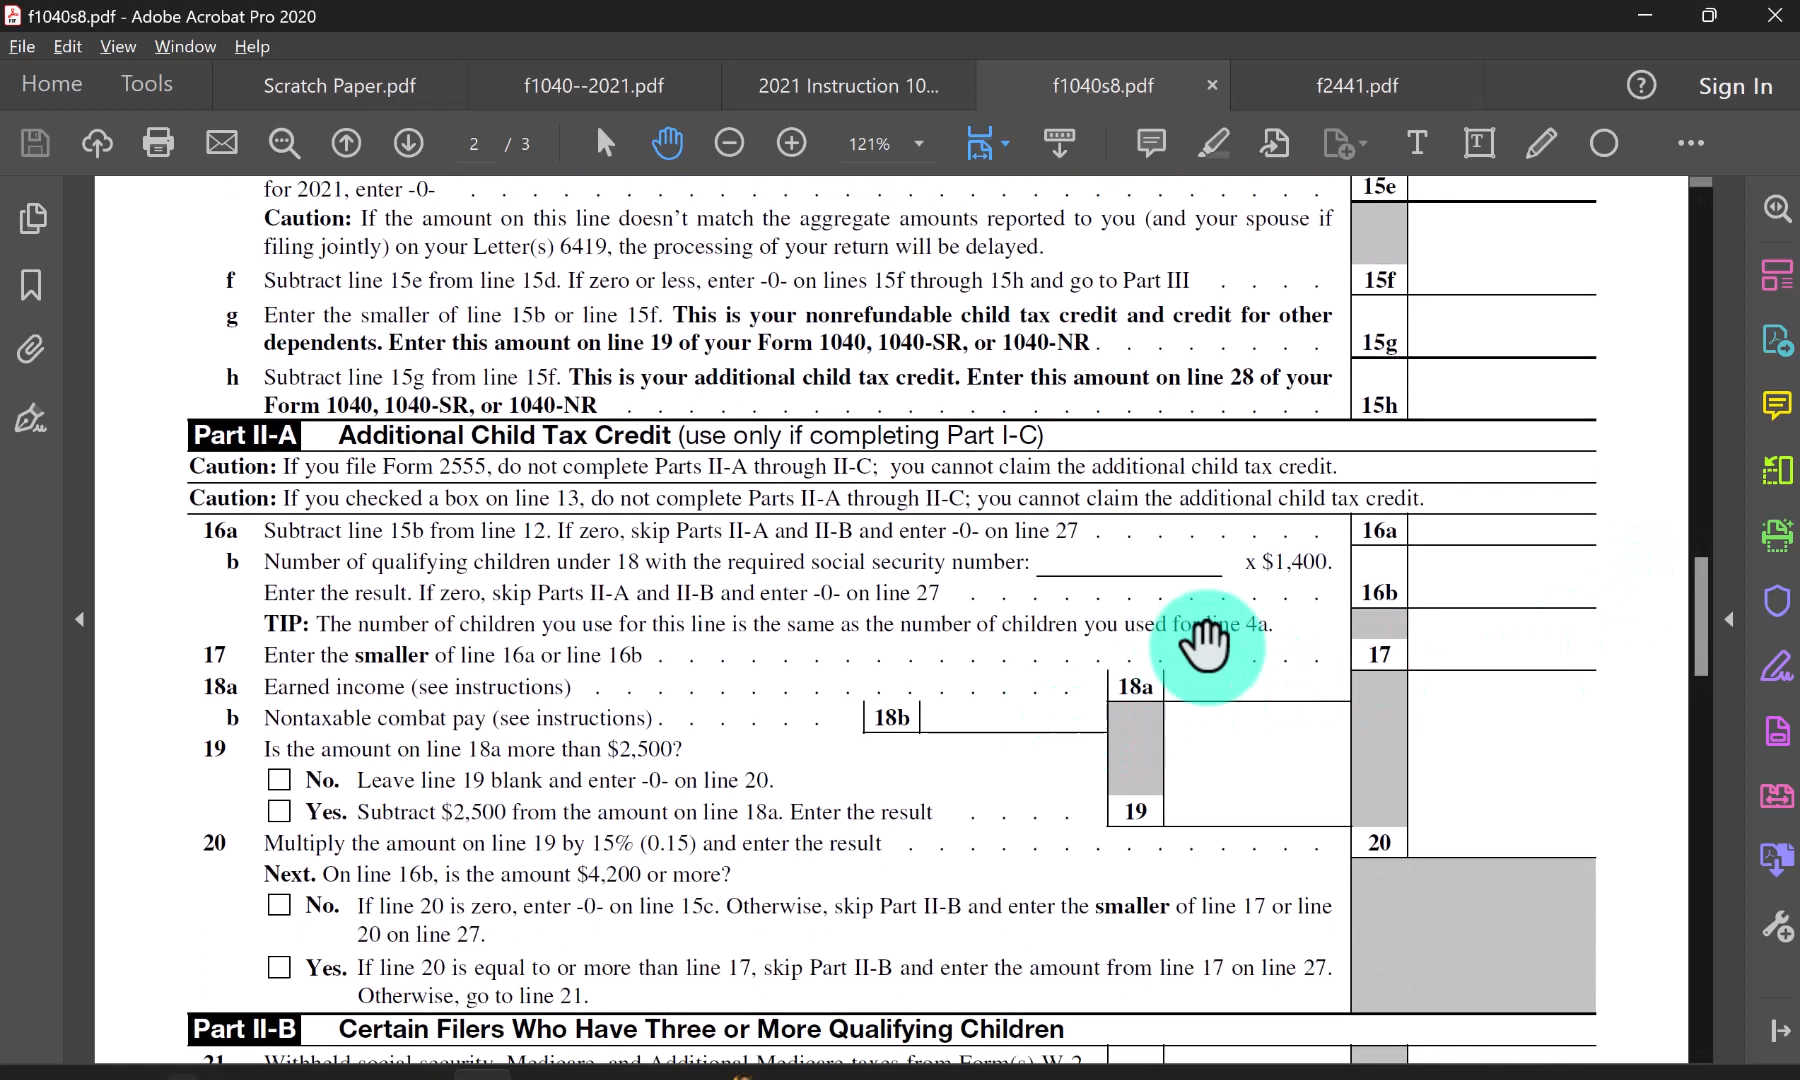 f1040s8.pdf - Adobe Acrobat Pro 2020
File Edit View Window Help
Home Tools Scratch Paper.pdf f1040--2021.pdf 2021 Instruction 10... f1040s8.pdf × f2441.pdf ? Sign In
2 / 3 121%
for 2021, enter -0- . . . . . . . . . . . . . . . . . . . . . . . . . . . . 15e
Caution: If the amount on this line doesn't match the aggregate amounts reported to you (and your spouse if
filing jointly) on your Letter(s) 6419, the processing of your return will be delayed.
f Subtract line 15e from line 15d. If zero or less, enter -0- on lines 15f through 15h and go to Part III . . . . 15f
g Enter the smaller of line 15b or line 15f. This is your nonrefundable child tax credit and credit for other
dependents. Enter this amount on line 19 of your Form 1040, 1040-SR, or 1040-NR . . . . . . . . 15g
h Subtract line 15g from line 15f. This is your additional child tax credit. Enter this amount on line 28 of your
Form 1040, 1040-SR, or 1040-NR . . . . . . . . . . . . . . . . . . . . . . . 15h
Part II-A Additional Child Tax Credit (use only if completing Part I-C)
Caution: If you file Form 2555, do not complete Parts II-A through II-C; you cannot claim the additional child tax credit.
Caution: If you checked a box on line 13, do not complete Parts II-A through II-C; you cannot claim the additional child tax credit.
16a Subtract line 15b from line 12. If zero, skip Parts II-A and II-B and enter -0- on line 27 . . . . . . . . 16a
b Number of qualifying children under 18 with the required social security number: x $1,400.
Enter the result. If zero, skip Parts II-A and II-B and enter -0- on line 27 . . . . . . . . . . . . 16b
TIP: The number of children you use for this line is the same as the number of children you used for line 4a.
17 Enter the smaller of line 16a or line 16b . . . . . . . . . . . . . . . . . . . . . . 17
18a Earned income (see instructions) . . . . . . . . . . . . . . . . 18a
b Nontaxable combat pay (see instructions) . . . . . . 18b
19 Is the amount on line 18a more than $2,500?
No. Leave line 19 blank and enter -0- on line 20.
Yes. Subtract $2,500 from the amount on line 18a. Enter the result . . . . 19
20 Multiply the amount on line 19 by 15% (0.15) and enter the result . . . . . . . . . . . . . . 20
Next. On line 16b, is the amount $4,200 or more?
No. If line 20 is zero, enter -0- on line 15c. Otherwise, skip Part II-B and enter the smaller of line 17 or line
20 on line 27.
Yes. If line 20 is equal to or more than line 17, skip Part II-B and enter the amount from line 17 on line 27.
Otherwise, go to line 21.
Part II-B Certain Filers Who Have Three or More Qualifying Children
21 Withheld social security, Medicare, and Additional Medicare taxes from Form(s) W-2